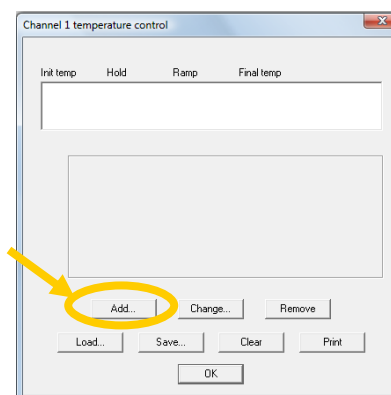 Channel 1 temperature control
Init temp Hold Ramp Final temp
Add... Change... Remove
Load... Save... Clear Print
OK